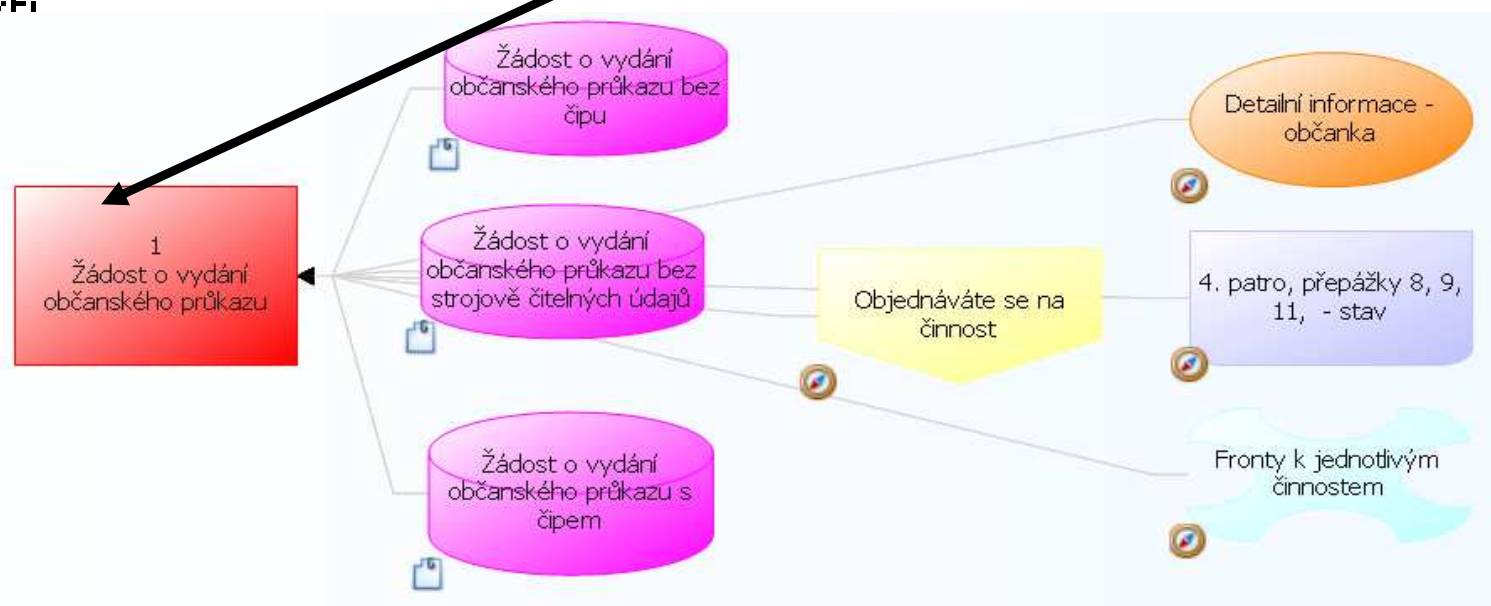 1
Žádost o vydání
občanského průkazu
Žádost o vydání
občanského průkazu bez
čipu
Žádost o vydání
občanského průkazu bez
strojově čitelných údajů
Žádost o vydání
občanského průkazu s
čipem
Objednáváte se na
činnost
Detailní informace -
občanka
4. patro, přepážky 8, 9,
11,  - stav
Fronty k jednotlivým
činnostem